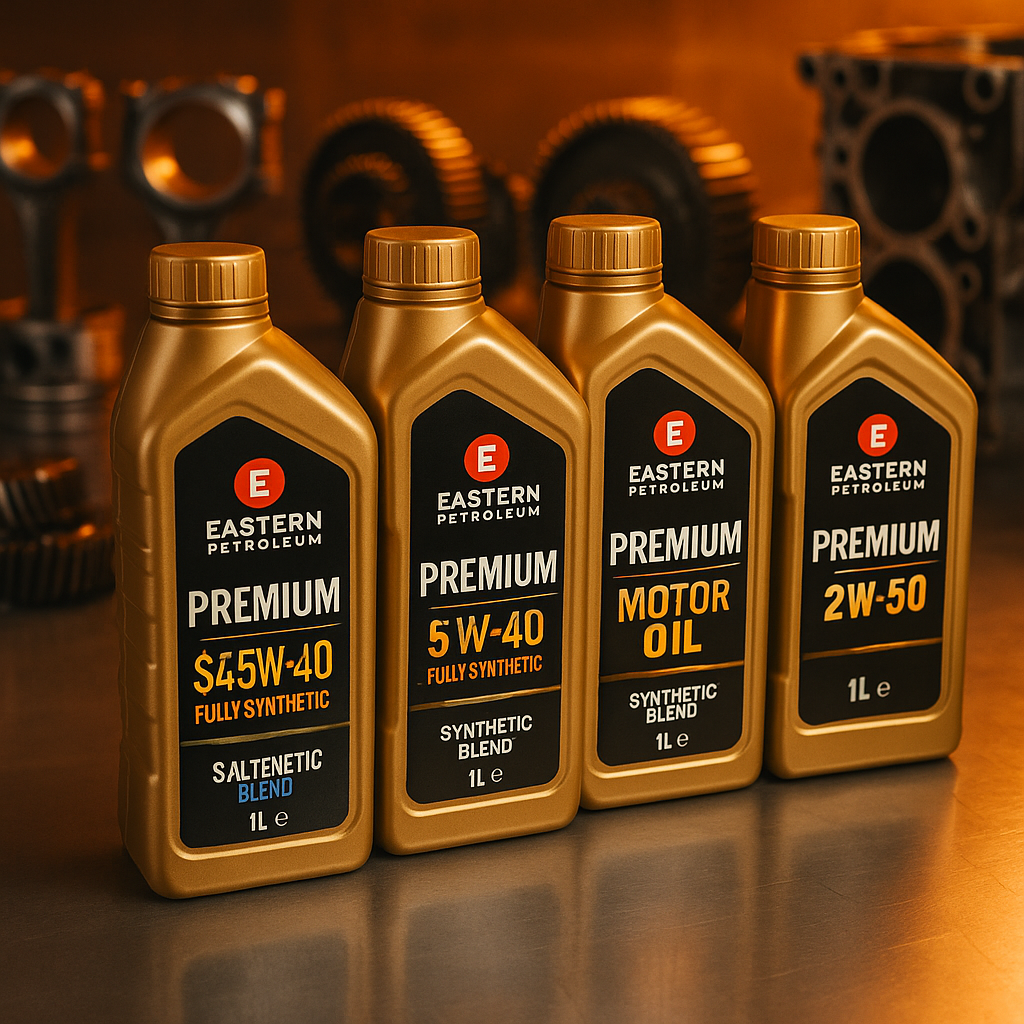 E
EASTERN
PETROLEUM
PREMIUM
$45W-40
FULLY SYNTHETIC
SALTENETIC
BLEND
1L e
E
EASTERN
PETROLEUM
PREMIUM
5W-40
FULLY SYNTHETIC
SYNTHETIC
BLEND
1L e
E
EASTERN
PETROLEUM
PREMIUM
MOTOR
OIL
SYNTHETIC
BLEND
1L e
E
EASTERN
PETROLEUM
PREMIUM
2W-50
1L e